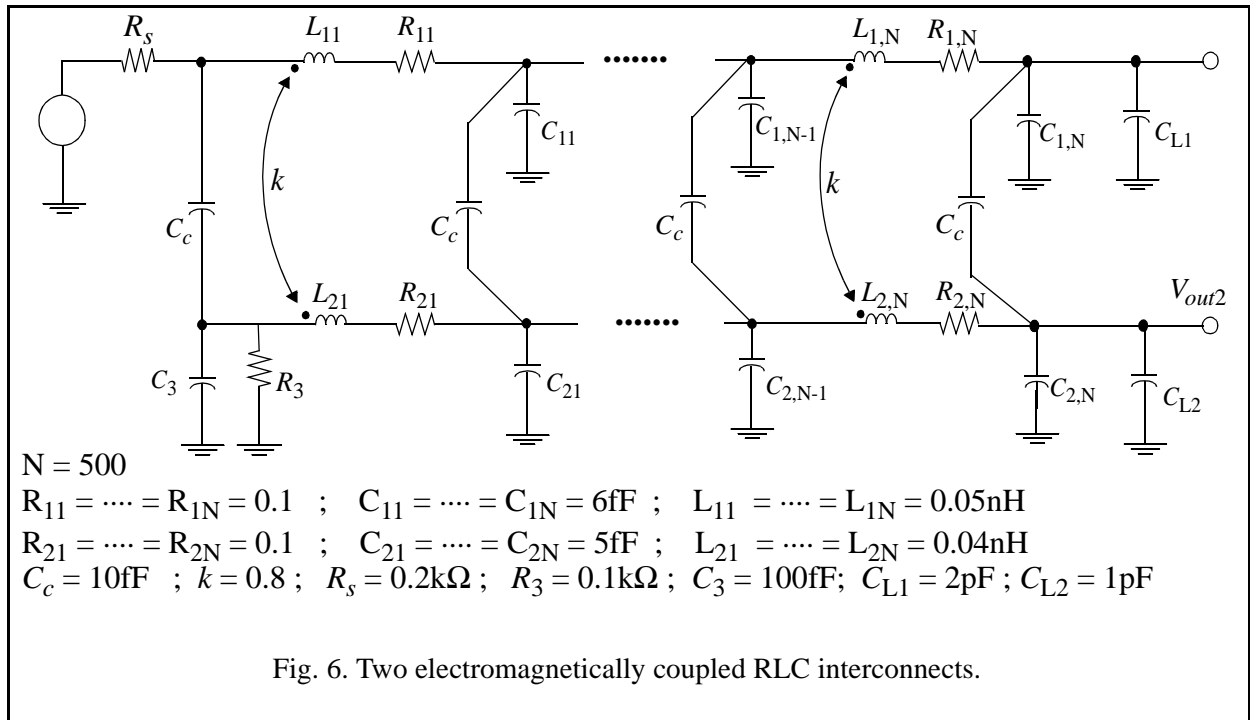 R_s L_11 R_11 ....... L_1,N R_1,N
C_11 C_1,N-1 C_1,N C_L1
k k
C_c C_c C_c C_c
L_21 R_21 ....... L_2,N R_2,N V_out2
C_3 R_3 C_21 C_2,N-1 C_2,N C_L2
N = 500
R_11 = ···· = R_1N = 0.1 ; C_11 = ···· = C_1N = 6fF ; L_11 = ···· = L_1N = 0.05nH
R_21 = ···· = R_2N = 0.1 ; C_21 = ···· = C_2N = 5fF ; L_21 = ···· = L_2N = 0.04nH
C_c = 10fF ; k = 0.8 ; R_s = 0.2kΩ ; R_3 = 0.1kΩ ; C_3 = 100fF; C_L1 = 2pF ; C_L2 = 1pF
Fig. 6. Two electromagnetically coupled RLC interconnects.